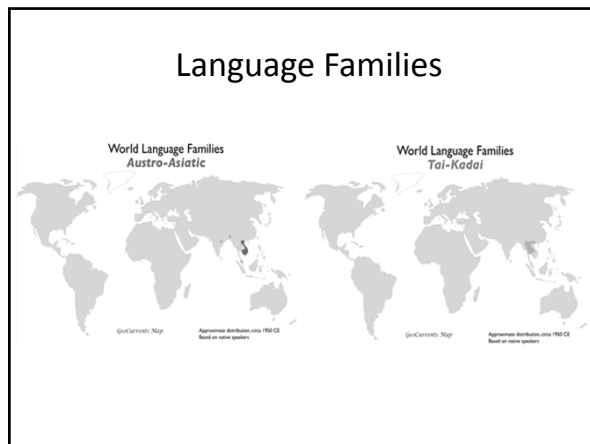 Language Families
World Language Families
Austro-Asiatic
GeoCurrents Map
Approximate distribution, circa 1950 CE
Based on native speakers
World Language Families
Tai-Kadai
GeoCurrents Map
Approximate distribution, circa 1950 CE
Based on native speakers